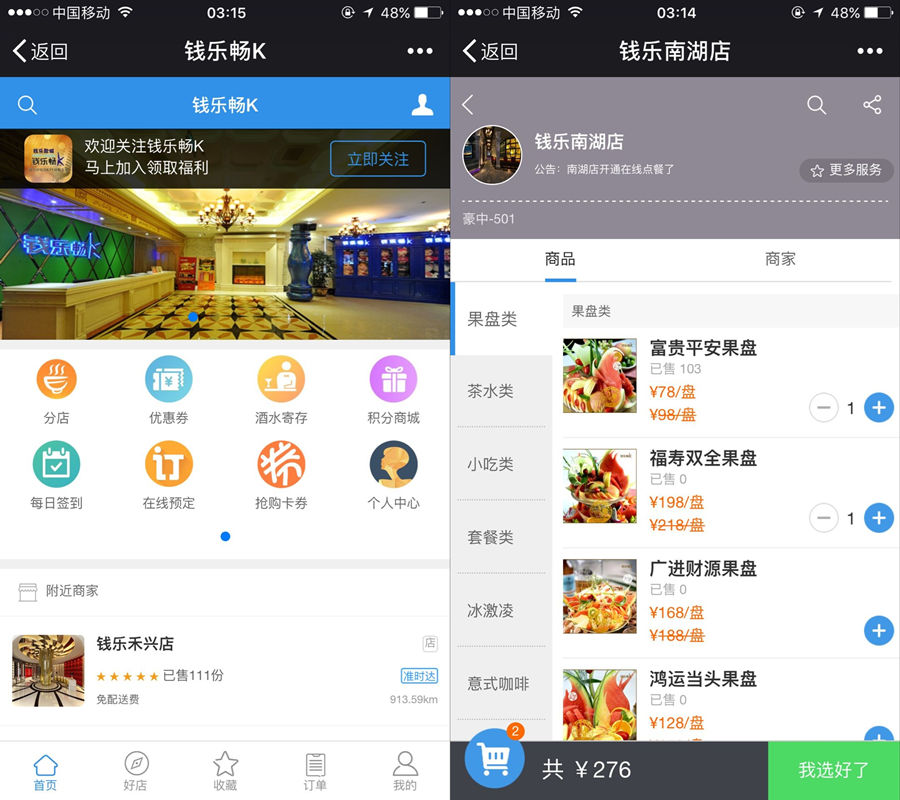 中国移动
03:15
48%
返回
钱乐畅K
钱乐畅K
欢迎关注钱乐畅K
马上加入领取福利
立即关注
钱乐畅K
钱乐畅K
分店
优惠券
酒水寄存
积分商城
每日签到
在线预定
抢购卡券
个人中心
附近商家
钱乐禾兴店
店
已售111份
准时达
免配送费
913.59km
首页
好店
收藏
订单
我的
中国移动
03:14
48%
返回
钱乐南湖店
钱乐南湖店
公告：南湖店开通在线点餐了
更多服务
豪中-501
商品
商家
果盘类
茶水类
小吃类
套餐类
冰激凌
意式咖啡
果盘类
富贵平安果盘
已售 103
¥78/盘
¥98/盘
1
福寿双全果盘
已售 0
¥198/盘
¥218/盘
1
广进财源果盘
已售 0
¥168/盘
¥188/盘
鸿运当头果盘
已售 0
¥128/盘
2
共 ¥276
我选好了